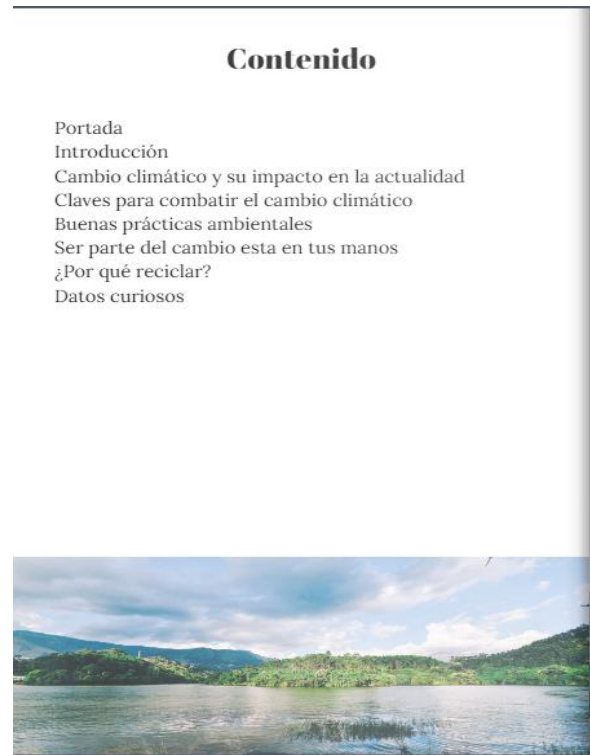 Contenido
Portada
Introducción
Cambio climático y su impacto en la actualidad
Claves para combatir el cambio climático
Buenas prácticas ambientales
Ser parte del cambio esta en tus manos
¿Por qué reciclar?
Datos curiosos